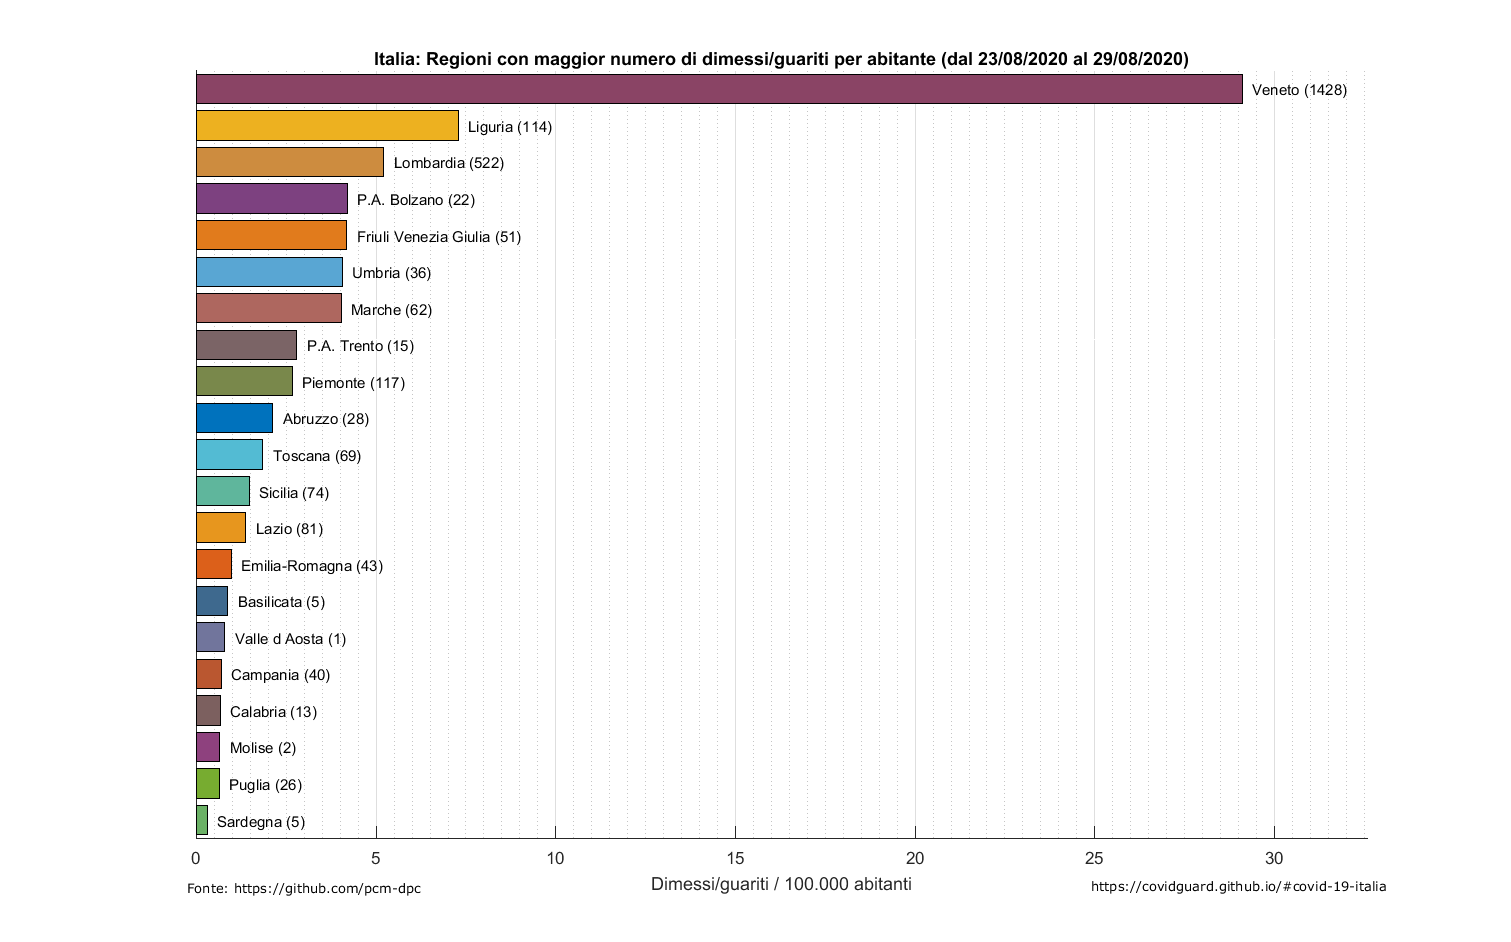 Italia: Regioni con maggior numero di dimessi/guariti per abitante (dal 23/08/2020 al 29/08/2020)
Veneto (1428)
Liguria (114)
Lombardia (522)
P.A. Bolzano (22)
Friuli Venezia Giulia (51)
Umbria (36)
Marche (62)
P.A. Trento (15)
Piemonte (117)
Abruzzo (28)
Toscana (69)
Sicilia (74)
Lazio (81)
Emilia-Romagna (43)
Basilicata (5)
Valle d Aosta (1)
Campania (40)
Calabria (13)
Molise (2)
Puglia (26)
Sardegna (5)
0 5 10 15 20 25 30
Dimessi/guariti / 100.000 abitanti
Fonte: https://github.com/pcm-dpc
https://covidguard.github.io/#covid-19-italia